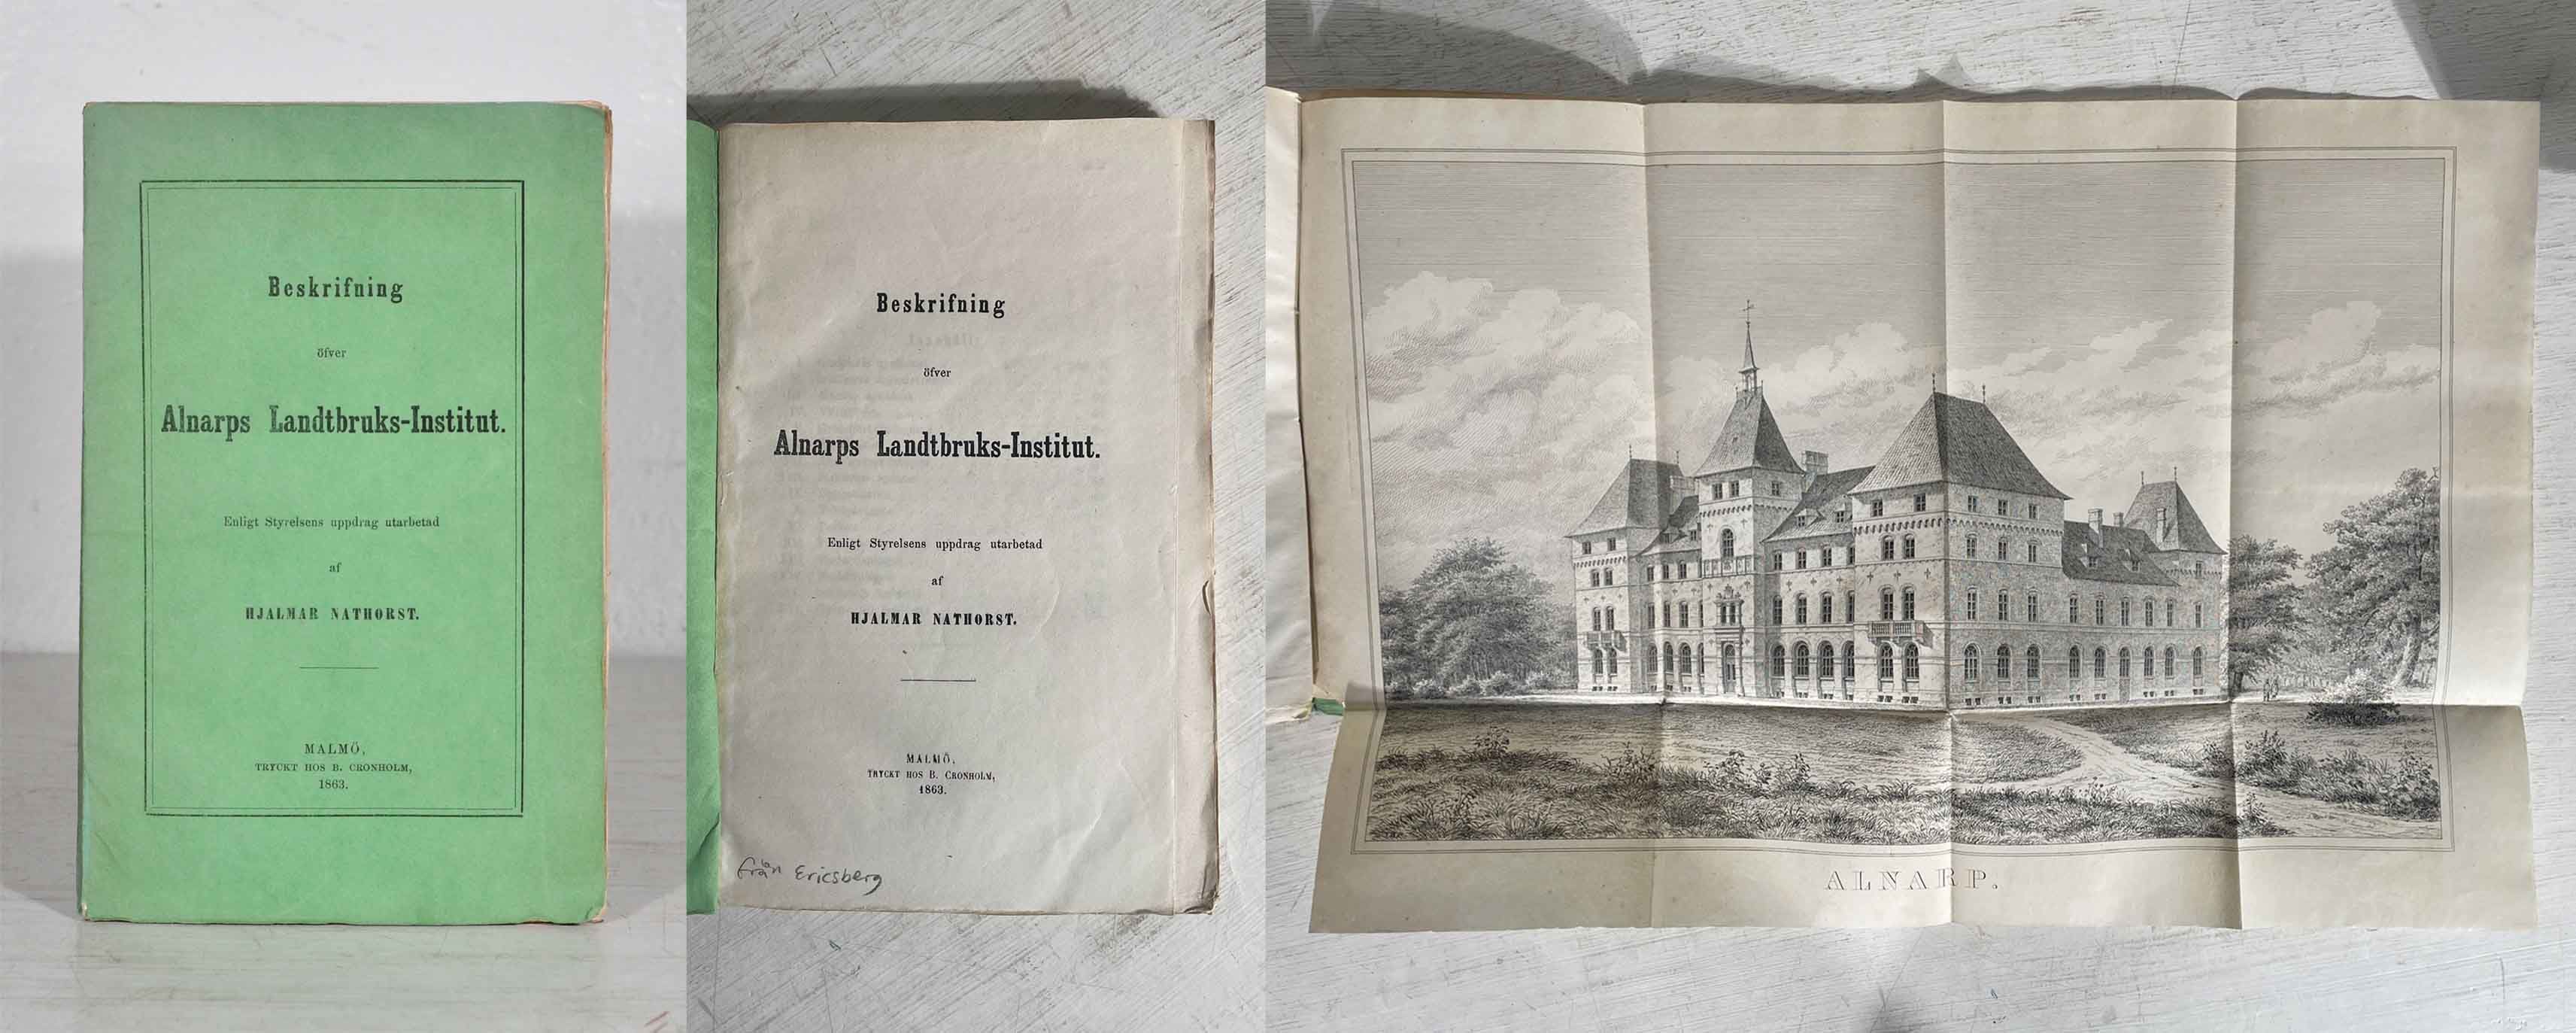 Beskrifning
öfver
Alnarps Landtbruks-Institut.
Enligt Styrelsens uppdrag utarbetad
af
HJALMAR NATHORST.
MALMÖ,
TRYCKT HOS B. CRONHOLM,
1863.
Beskrifning
öfver
Alnarps Landtbruks-Institut.
Enligt Styrelsens uppdrag utarbetad
af
HJALMAR NATHORST.
MALMÖ,
TRYCKT HOS B. CRONHOLM,
1863.
från Ericsberg
ALNARP.